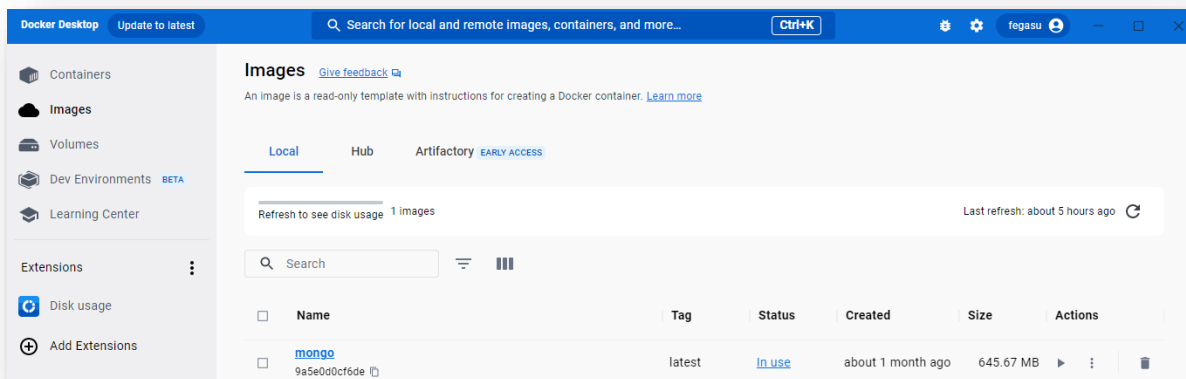 Docker Desktop Update to latest Search for local and remote images, containers, and more... Ctrl+K fegasu
Containers
Images
Volumes
Dev Environments BETA
Learning Center
Extensions
Disk usage
Add Extensions
Images Give feedback
An image is a read-only template with instructions for creating a Docker container. Learn more
Local Hub Artifactory EARLY ACCESS
Refresh to see disk usage 1 images Last refresh: about 5 hours ago
Search
Name Tag Status Created Size Actions
mongo latest In use about 1 month ago 645.67 MB
9a5e0d0cf6de